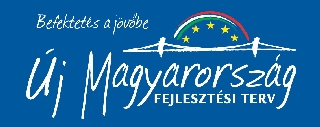 Befektetés a jövőbe
Új Magyarország
FEJLESZTÉSI TERV